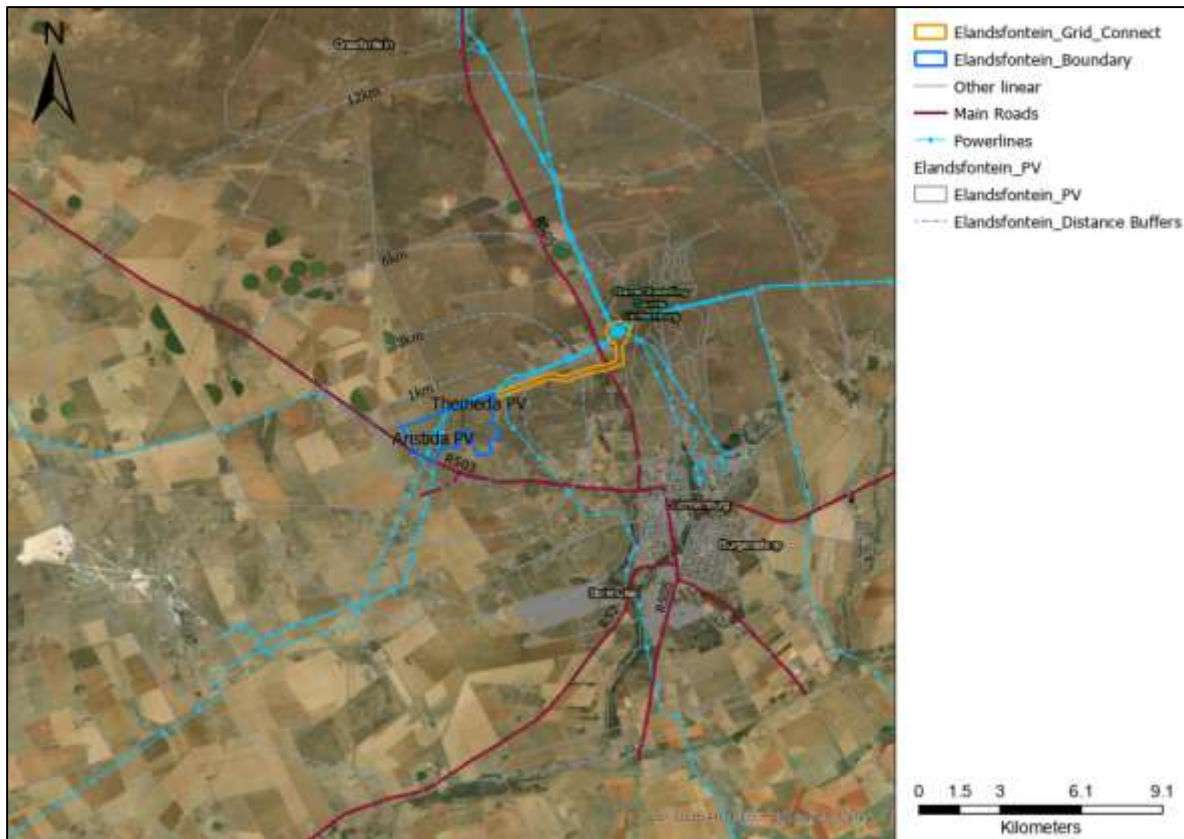 N
12km
6km
3km
1km
Themeda PV
Aristida PV
R503
Elandsfontein_Grid_Connect
Elandsfontein_Boundary
Other linear
Main Roads
Powerlines
Elandsfontein_PV
Elandsfontein_PV
Elandsfontein_Distance Buffers
0 1.5 3 6.1 9.1
Kilometers